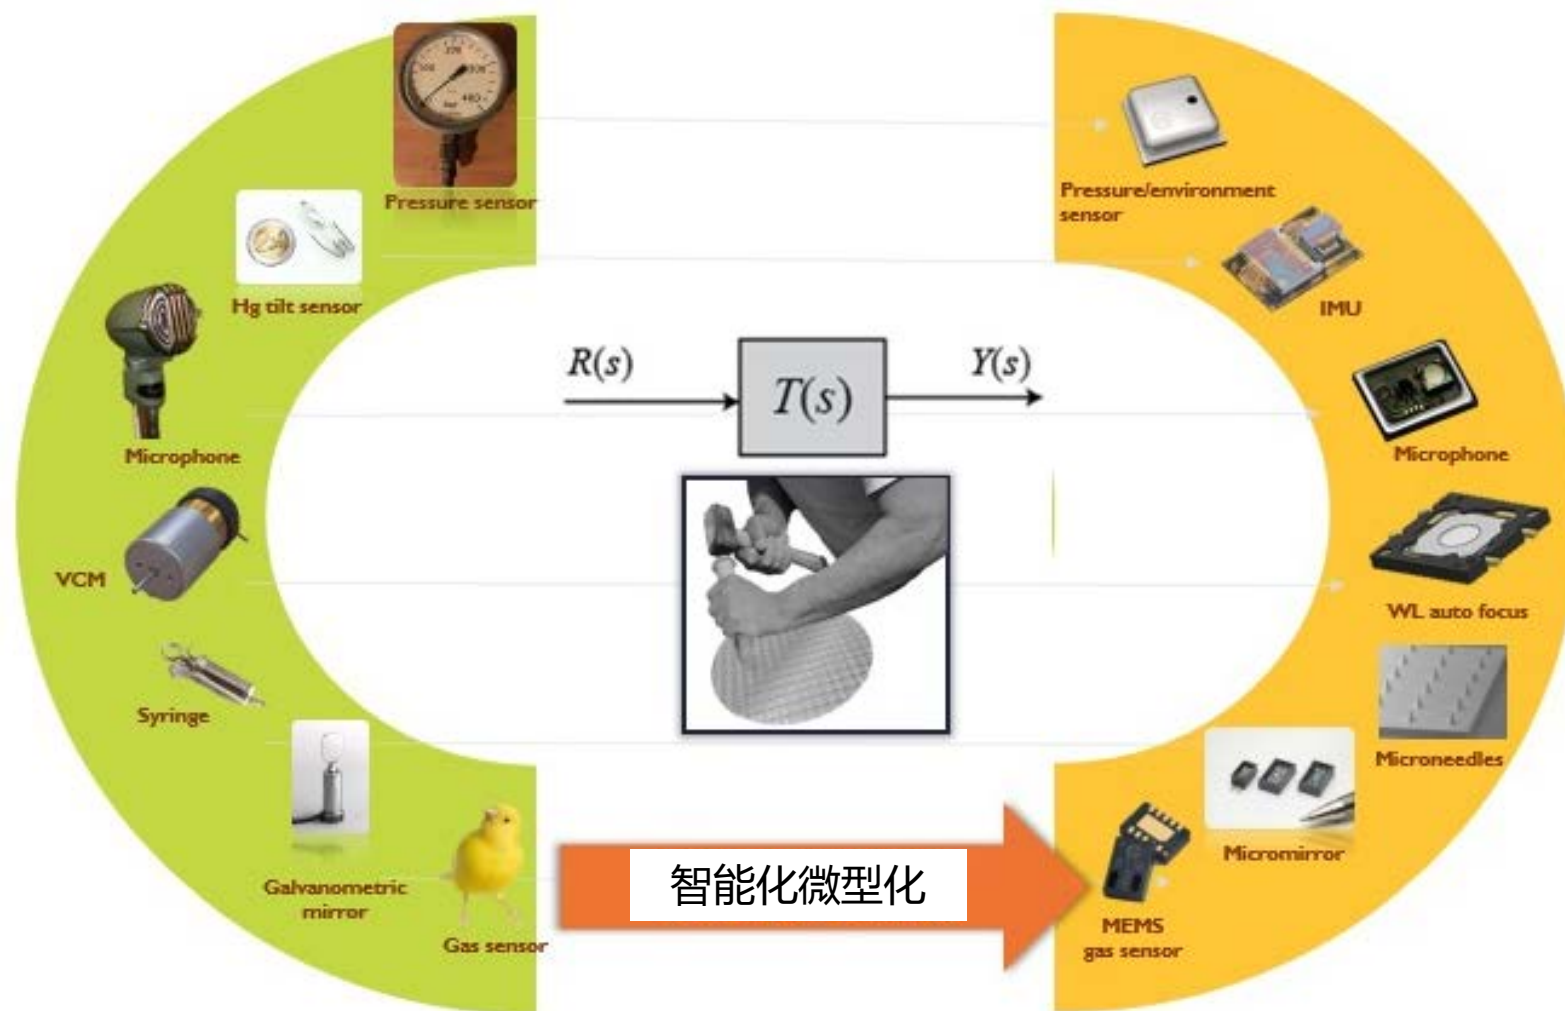 Pressure sensor
Hg tilt sensor
Microphone
VCM
Syringe
Galvanometric
mirror
Gas sensor
R(s)
T(s)
Y(s)
智能化微型化
Pressure/environment
sensor
IMU
Microphone
WL auto focus
Microneedles
Micromirror
MEMS
gas sensor